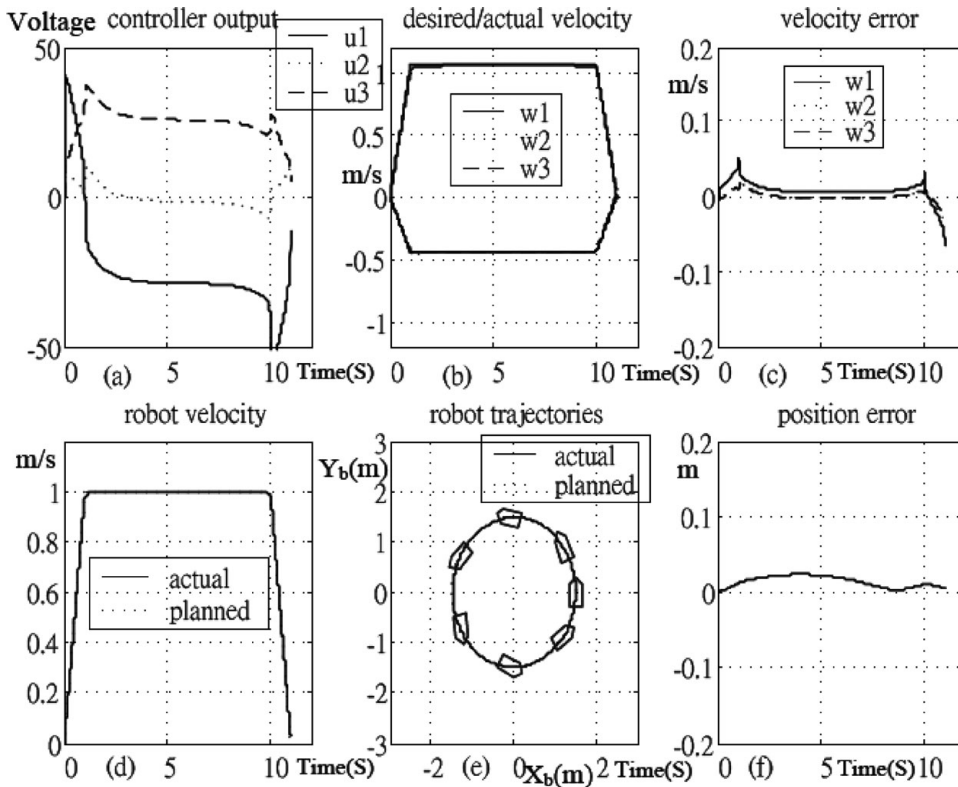 Voltage controller output
u1
u2
u3
50
0
-50
0 (a) 5 10 Time(S)
desired/actual velocity
1
0.5
m/s
0
-0.5
-1
w1
w2
w3
0 (b) 5 10 Time(S)
velocity error
0.2
m/s
0.1
0
-0.1
-0.2
w1
w2
w3
0 (c) 5 Time(S) 10
robot velocity
m/s
1
0.8
0.6
0.4
0.2
0
actual
planned
0 (d) 5 10 Time(S)
robot trajectories
Yb(m)
3
2
1
0
-1
-2
-3
actual
planned
-2 (e) 0 Xb(m) 2 Time(S)
position error
0.2
m
0.1
0
-0.1
-0.2
0 (f) 5 Time(S) 10